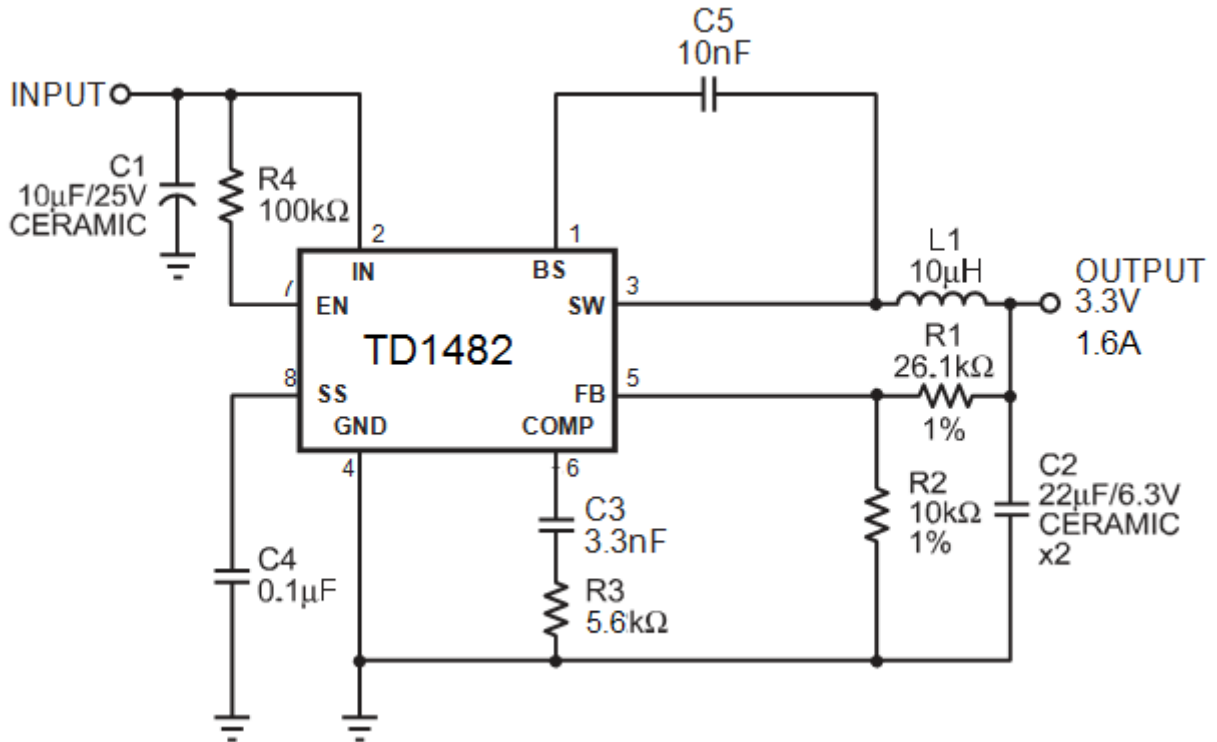 C5
10nF
INPUT
C1
10µF/25V
CERAMIC
R4
100kΩ
2
1
IN
BS
7
EN
3
SW
L1
10µH
OUTPUT
3.3V
1.6A
TD1482
R1
26.1kΩ
1%
8
SS
5
FB
GND
COMP
4
6
C3
3.3nF
R2
10kΩ
1%
C2
22µF/6.3V
CERAMIC
x2
C4
0.1µF
R3
5.6kΩ